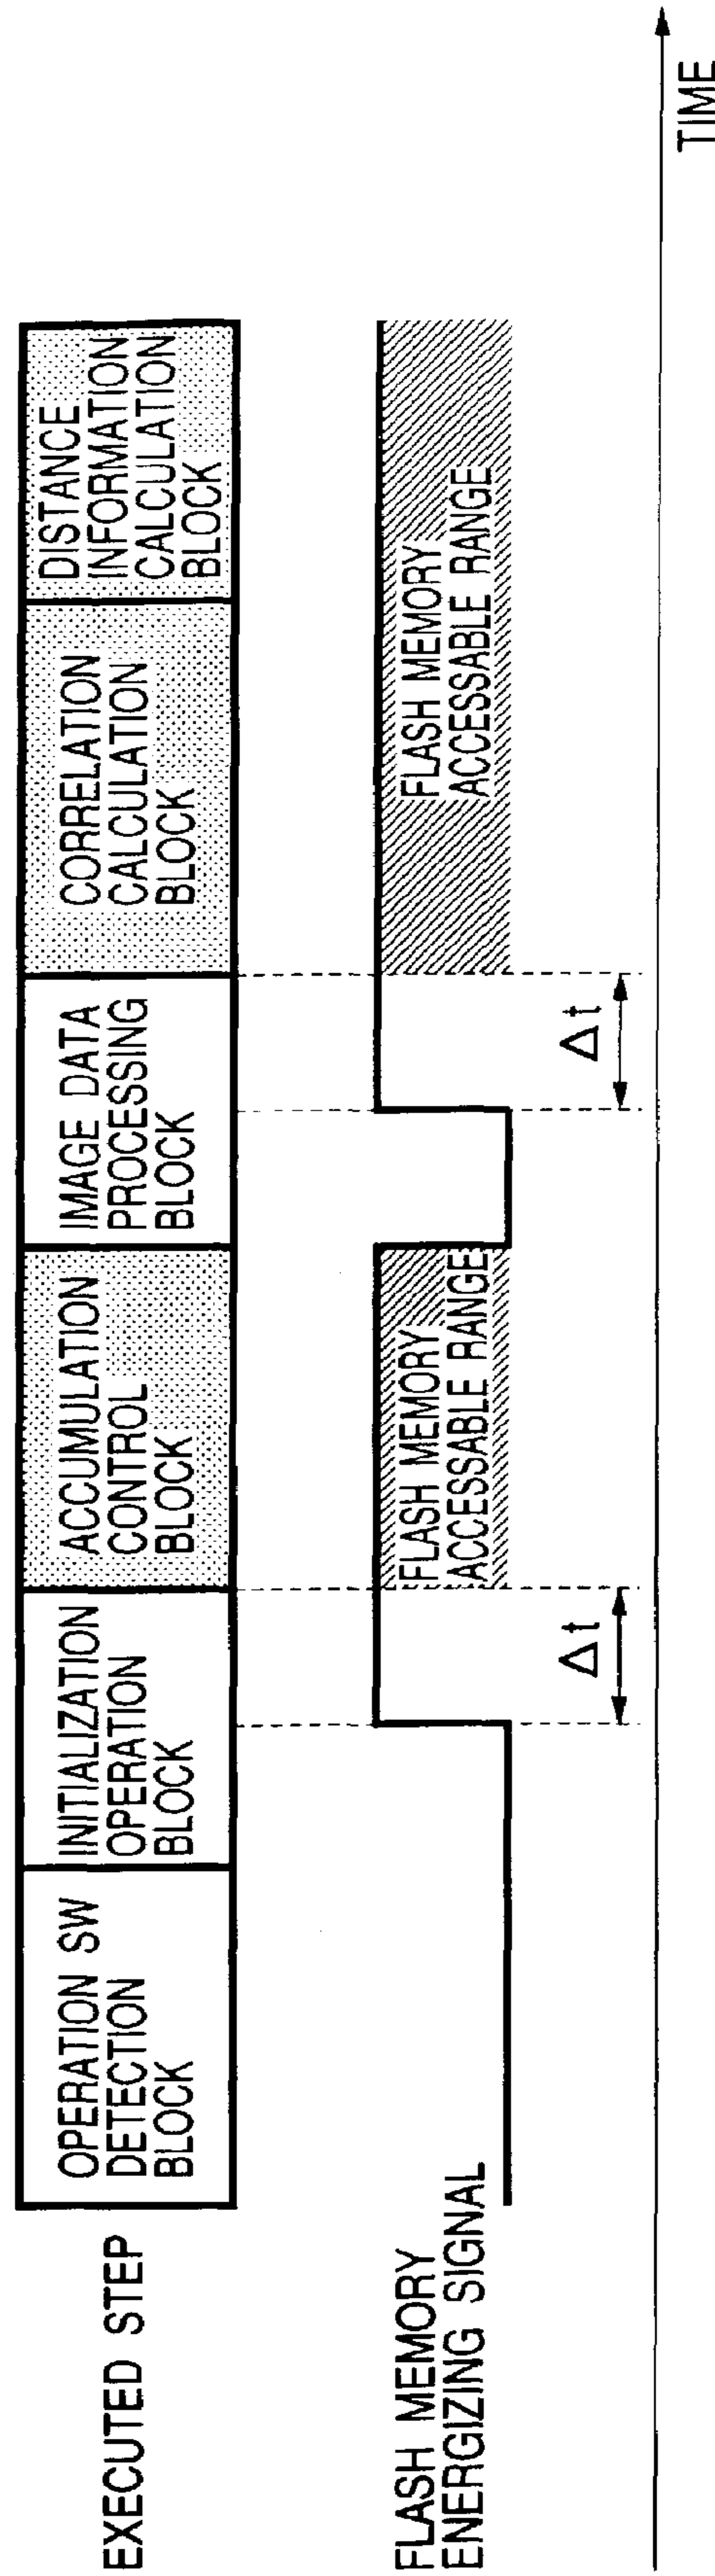 EXECUTED STEP
OPERATION SW
DETECTION
BLOCK
INITIALIZATION
OPERATION
BLOCK
ACCUMULATION
CONTROL
BLOCK
IMAGE DATA
PROCESSING
BLOCK
CORRELATION
CALCULATION
BLOCK
DISTANCE
INFORMATION
CALCULATION
BLOCK
FLASH MEMORY
ENERGIZING SIGNAL
FLASH MEMORY
ACCESSABLE RANGE
FLASH MEMORY
ACCESSABLE RANGE
Δt
Δt
TIME